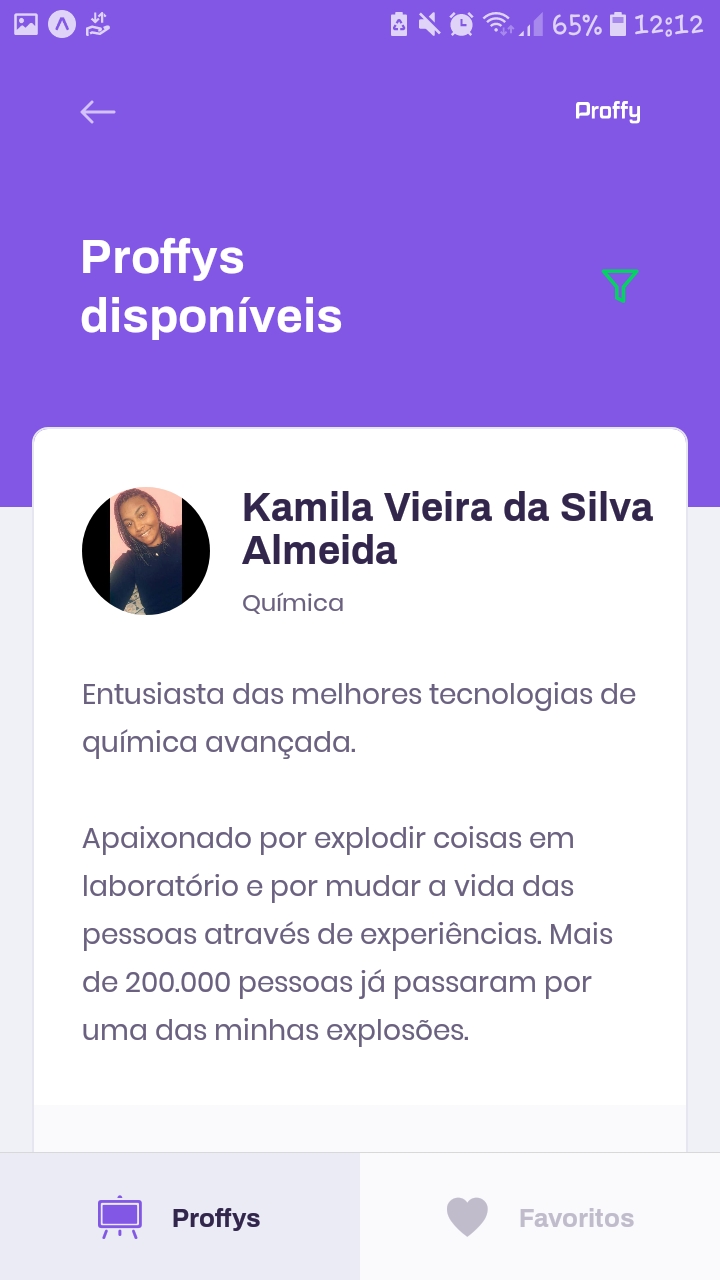 65% 12:12
Proffy
Proffys
disponíveis
Kamila Vieira da Silva
Almeida
Química
Entusiasta das melhores tecnologias de
química avançada.
Apaixonado por explodir coisas em
laboratório e por mudar a vida das
pessoas através de experiências. Mais
de 200.000 pessoas já passaram por
uma das minhas explosões.
Proffys
Favoritos